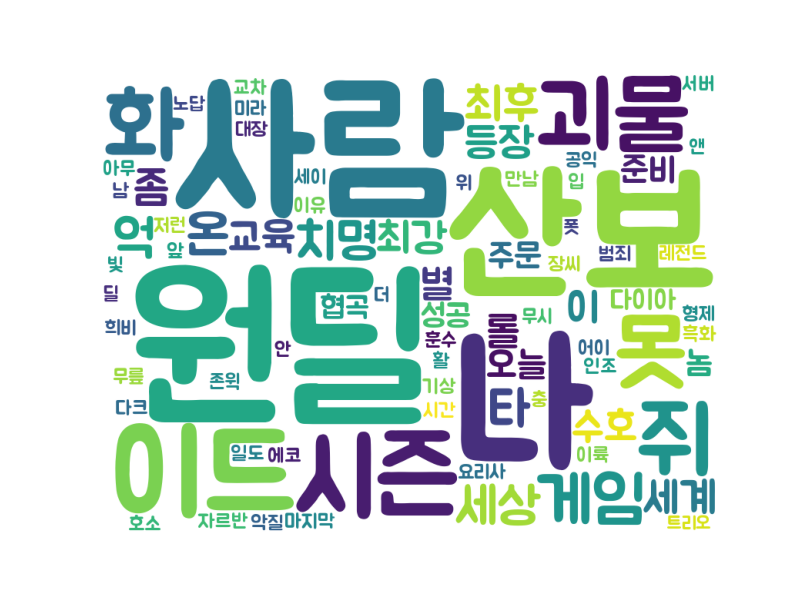 교차
서버
화
노답
미라
사람
최후
괴물
대장
등장
앤
아무
좀
세이
위
만남
입
공익
준비
남
이유
산보
억
저런
온
교육
치명
최강
폿
앞
주문
범죄
레전드
빛
별
장씨
딜
원딜
협곡
더
성공
무시
이
다이아
희비
롤
훈수
형제
못
흑화
안
오늘
어이
활
인조
놈
무릎
존윅
기상
나
다크
시간
타
충
수호
쥐
이드
시즌
일도
에코
이륙
요리사
세상
게임
세계
호소
자르반
악질
마지막
트리오